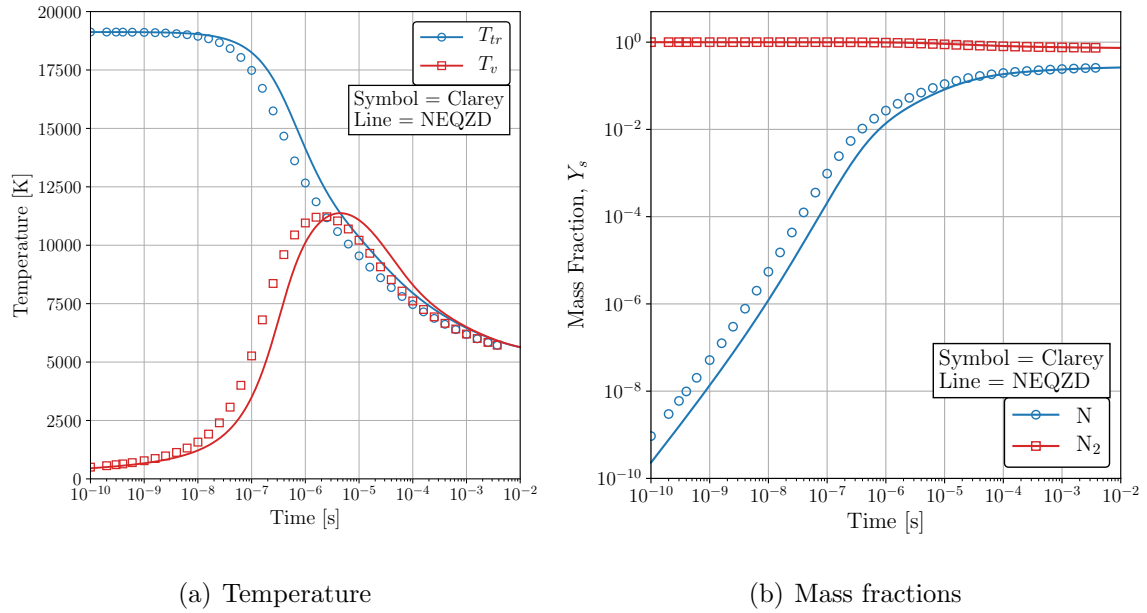 20000
17500
15000
12500
10000
7500
5000
2500
0
Temperature [K]
T_tr
T_v
Symbol = Clarey
Line = NEQZD
10^−10 10^−9 10^−8 10^−7 10^−6 10^−5 10^−4 10^−3 10^−2
Time [s]
(a) Temperature
10^0
10^−2
10^−4
10^−6
10^−8
10^−10
Mass Fraction, Y_s
Symbol = Clarey
Line = NEQZD
N
N₂
10^−10 10^−9 10^−8 10^−7 10^−6 10^−5 10^−4 10^−3 10^−2
Time [s]
(b) Mass fractions